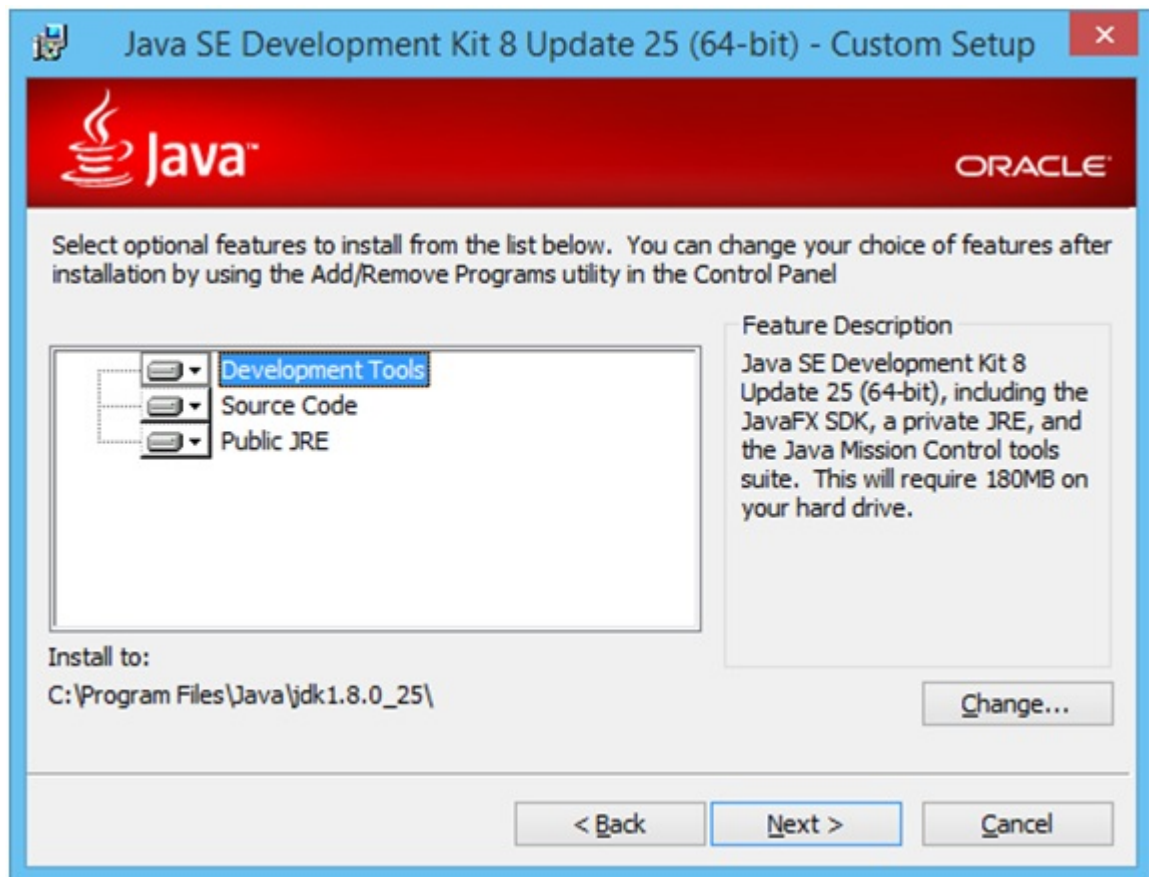 Java SE Development Kit 8 Update 25 (64-bit) - Custom Setup
Java™
ORACLE®
Select optional features to install from the list below.  You can change your choice of features after
installation by using the Add/Remove Programs utility in the Control Panel
Development Tools
Source Code
Public JRE
Feature Description
Java SE Development Kit 8
Update 25 (64-bit), including the
JavaFX SDK, a private JRE, and
the Java Mission Control tools
suite.  This will require 180MB on
your hard drive.
Install to:
C:\Program Files\Java\jdk1.8.0_25\
Change...
< Back
Next >
Cancel